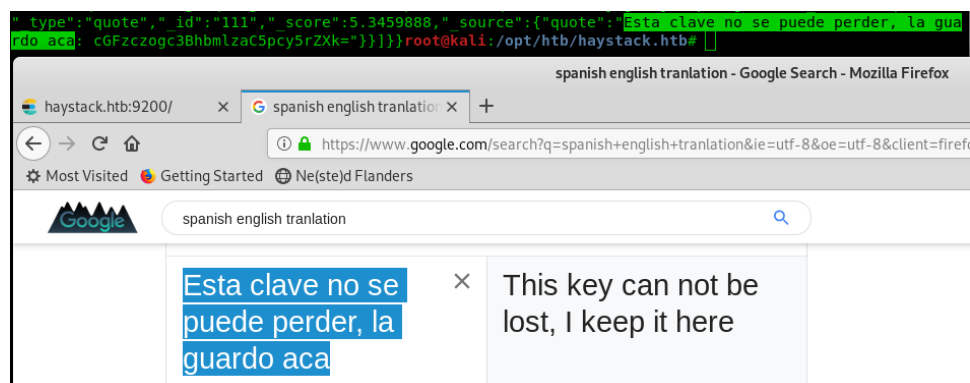 "_type":"quote","_id":"111","_score":5.3459888,"_source":{"quote":"Esta clave no se puede perder, la gua
rdo aca: cGFzczogc3BhbmlzaC5pcy5rZXk="}}]}}root@kali:/opt/htb/haystack.htb#
spanish english tranlation - Google Search - Mozilla Firefox
haystack.htb:9200/ × G spanish english tranlation × +
https://www.google.com/search?q=spanish+english+tranlation&ie=utf-8&oe=utf-8&client=firefo
Most Visited Getting Started Ne(ste)d Flanders
Google spanish english tranlation
Esta clave no se × This key can not be
puede perder, la lost, I keep it here
guardo aca